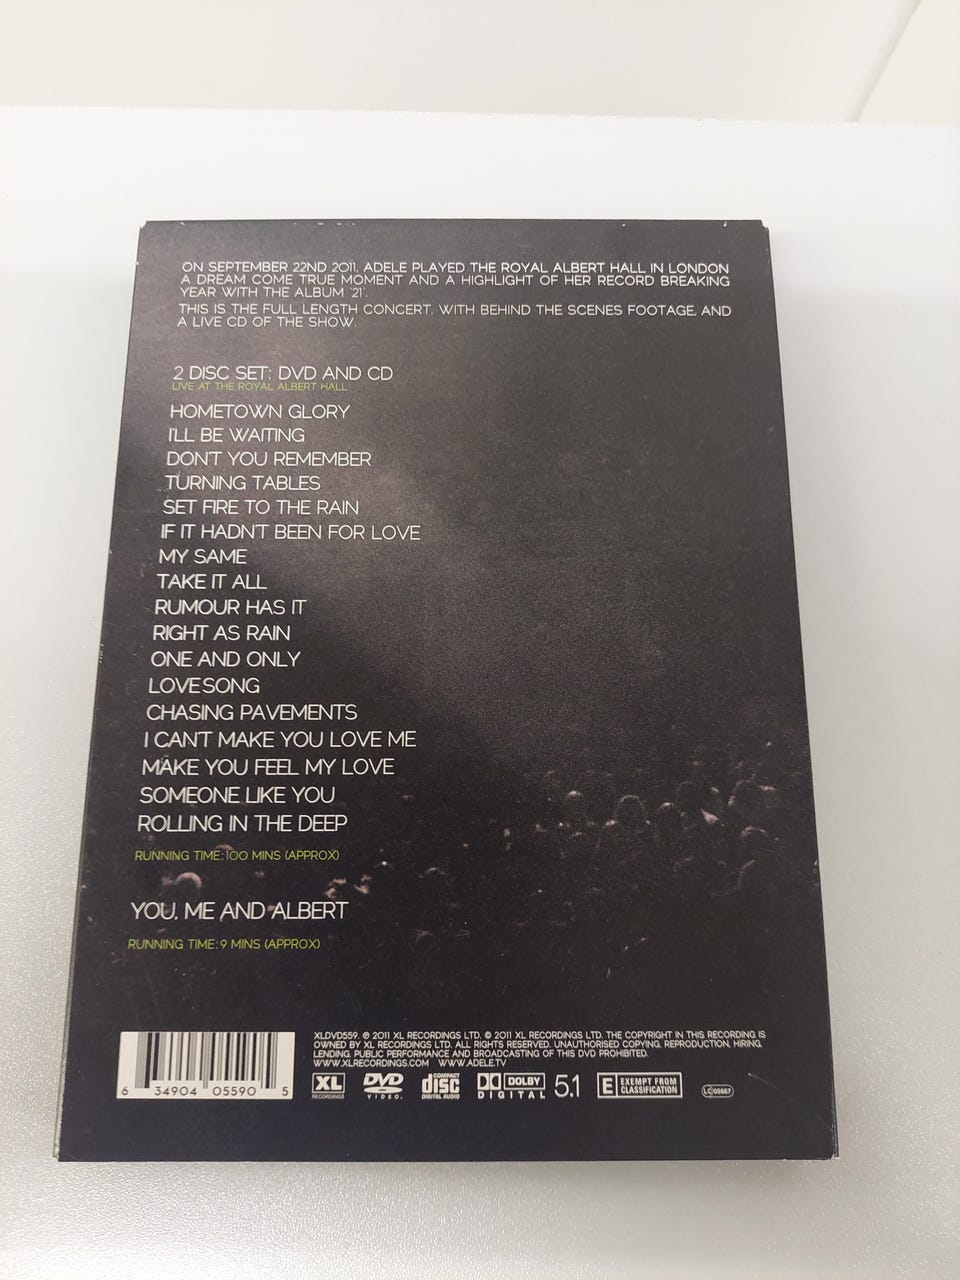 ON SEPTEMBER 22ND 2011, ADELE PLAYED THE ROYAL ALBERT HALL IN LONDON
A DREAM COME TRUE MOMENT AND A HIGHLIGHT OF HER RECORD BREAKING
YEAR WITH THE ALBUM '21'.
THIS IS THE FULL LENGTH CONCERT, WITH BEHIND THE SCENES FOOTAGE, AND
A LIVE CD OF THE SHOW.
2 DISC SET: DVD AND CD
LIVE AT THE ROYAL ALBERT HALL
HOMETOWN GLORY
I'LL BE WAITING
DON'T YOU REMEMBER
TURNING TABLES
SET FIRE TO THE RAIN
IF IT HADN'T BEEN FOR LOVE
MY SAME
TAKE IT ALL
RUMOUR HAS IT
RIGHT AS RAIN
ONE AND ONLY
LOVESONG
CHASING PAVEMENTS
I CAN'T MAKE YOU LOVE ME
MAKE YOU FEEL MY LOVE
SOMEONE LIKE YOU
ROLLING IN THE DEEP
RUNNING TIME: 100 MINS (APPROX)
YOU, ME AND ALBERT
RUNNING TIME: 9 MINS (APPROX)
XLDVD559. ℗ 2011 XL RECORDINGS LTD. © 2011 XL RECORDINGS LTD. THE COPYRIGHT IN THIS RECORDING IS
OWNED BY XL RECORDINGS LTD. ALL RIGHTS RESERVED. UNAUTHORISED COPYING, REPRODUCTION, HIRING,
LENDING, PUBLIC PERFORMANCE AND BROADCASTING OF THIS DVD PROHIBITED.
WWW.XLRECORDINGS.COM WWW.ADELE.TV
6 34904 05590 5
XL RECORDINGS
DVD VIDEO
COMPACT disc DIGITAL AUDIO
DOLBY DIGITAL 5.1
E EXEMPT FROM CLASSIFICATION
LC 05667